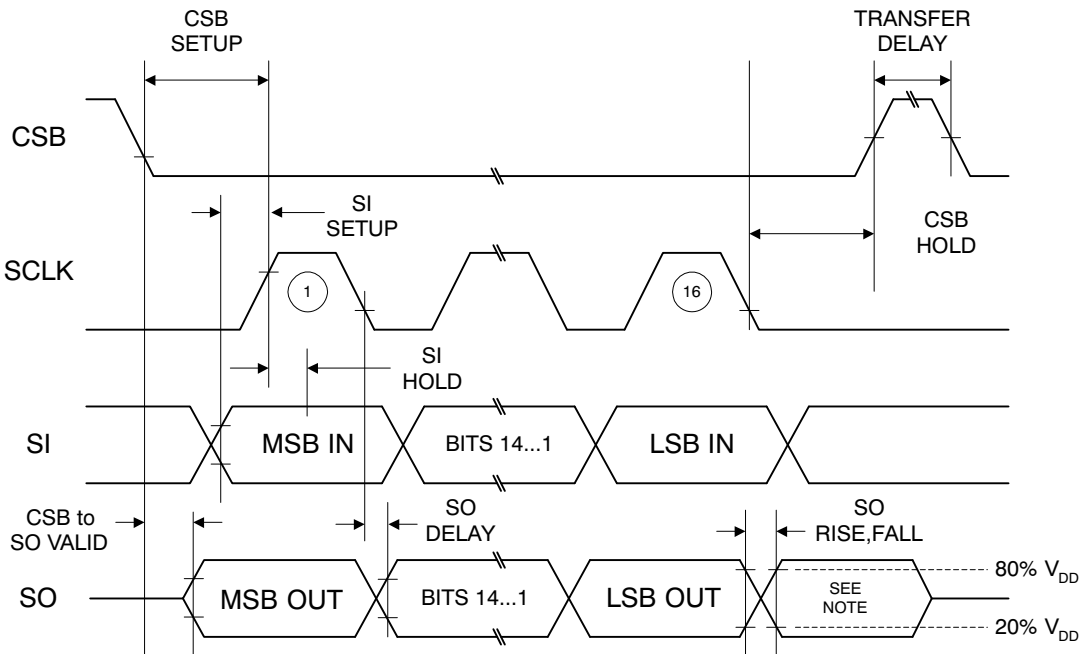 CSB
SETUP
TRANSFER
DELAY
CSB
SI
SETUP
CSB
HOLD
SCLK
1
16
SI
HOLD
SI
MSB IN
BITS 14...1
LSB IN
CSB to
SO VALID
SO
DELAY
SO
RISE,FALL
SO
MSB OUT
BITS 14...1
LSB OUT
SEE
NOTE
80% VDD
20% VDD